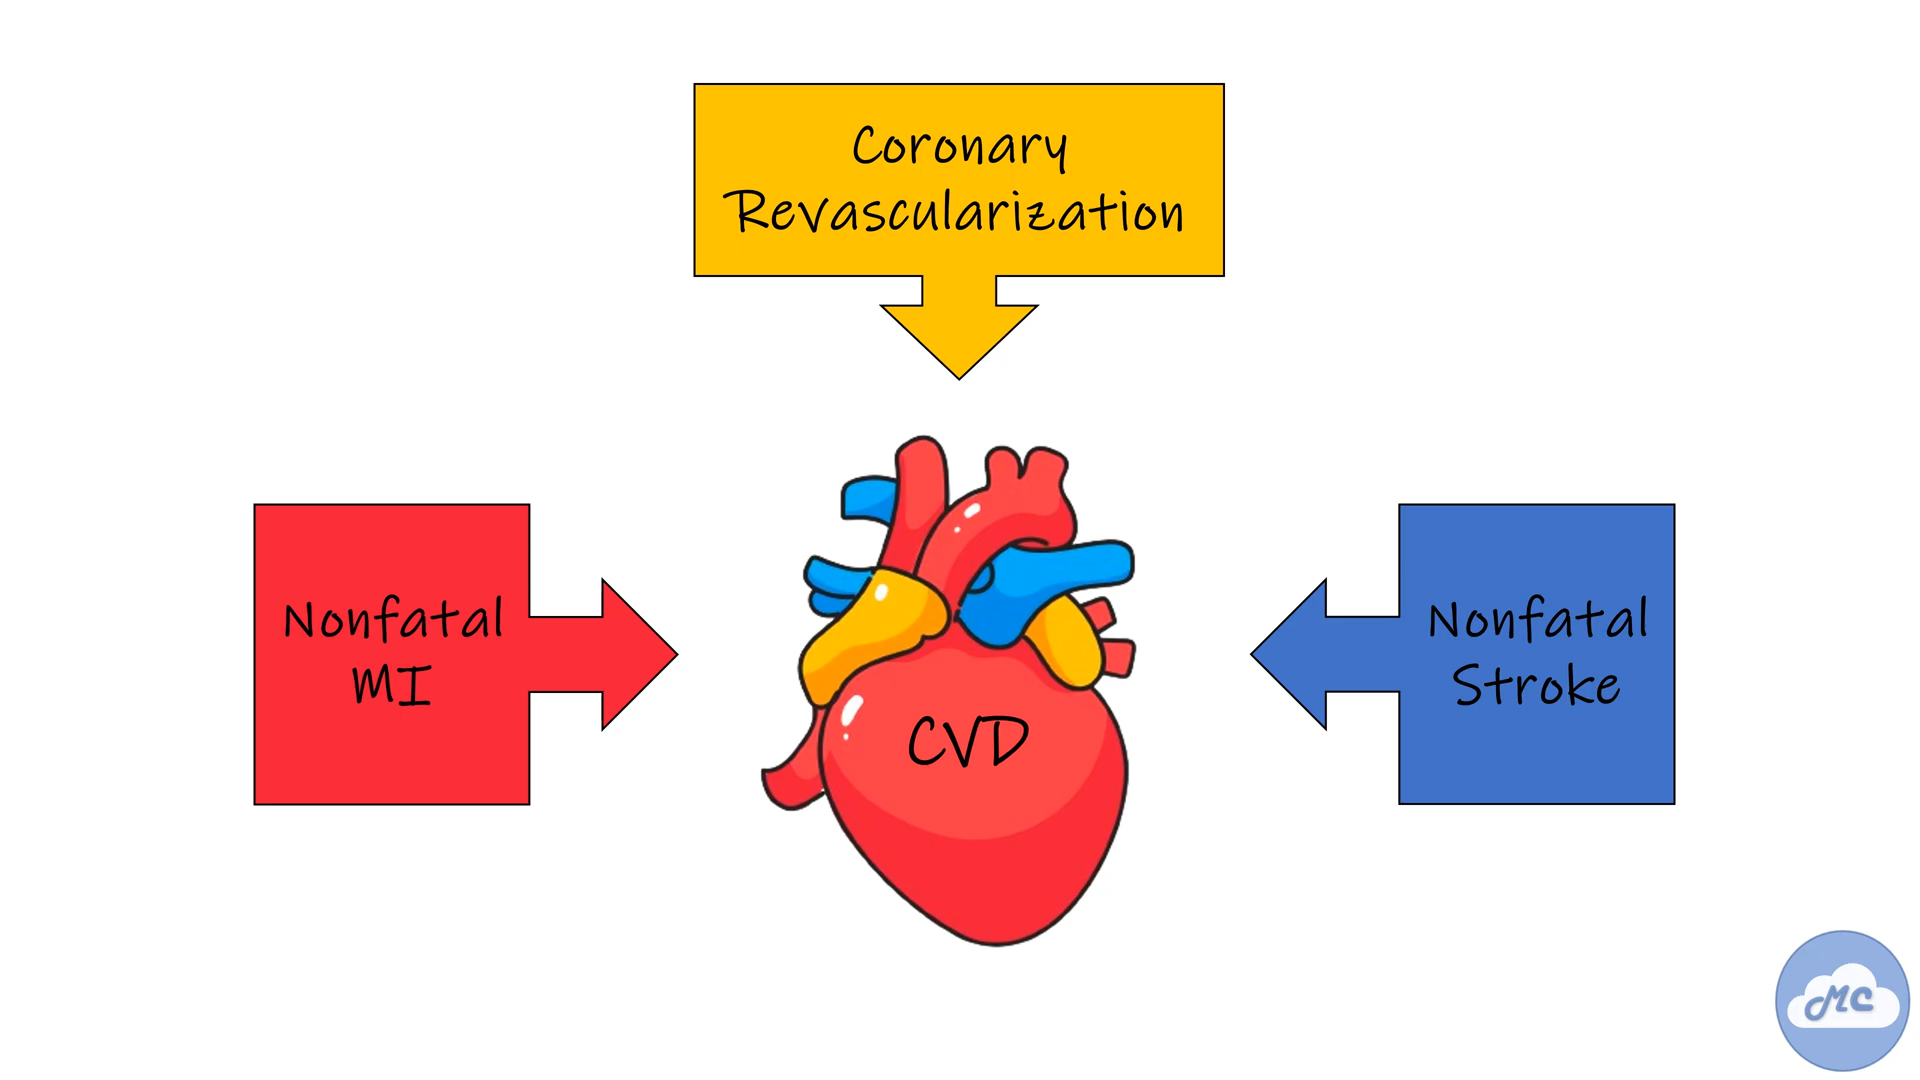 Coronary
Revascularization
Nonfatal
MI
CVD
Nonfatal
Stroke
MC